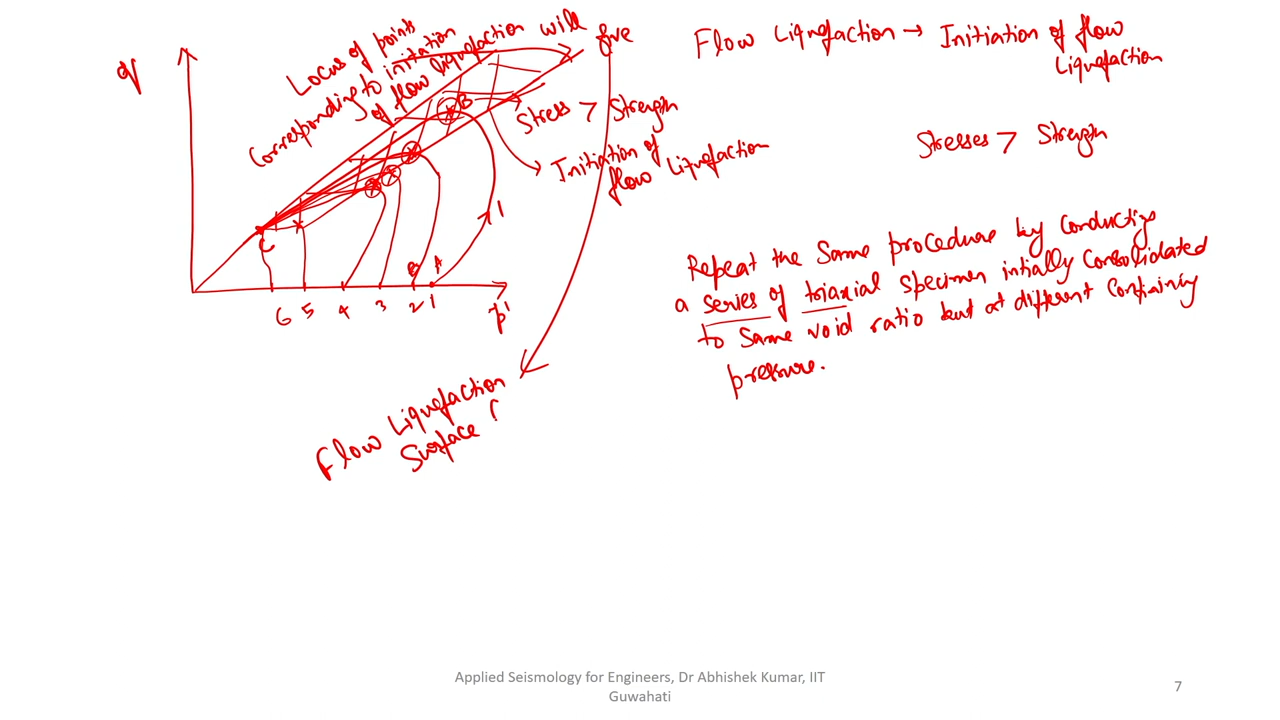 q
Locus of points
Corresponding to initation
of flow liquefaction will give
Stress > Strength
Initiation of
flow Liquefaction
B
C
A
1
6 5 4 3 2 1
p'
Flow Liquefaction
Surface (
Flow Liquefaction → Initiation of flow
Liquefaction
Stresses > Strength
Repeat the Same procedure by Conducting
a series of triaxial specimen intially Consolidated
to Same void ratio but at different Confining
pressure.
Applied Seismology for Engineers, Dr Abhishek Kumar, IIT
Guwahati
7